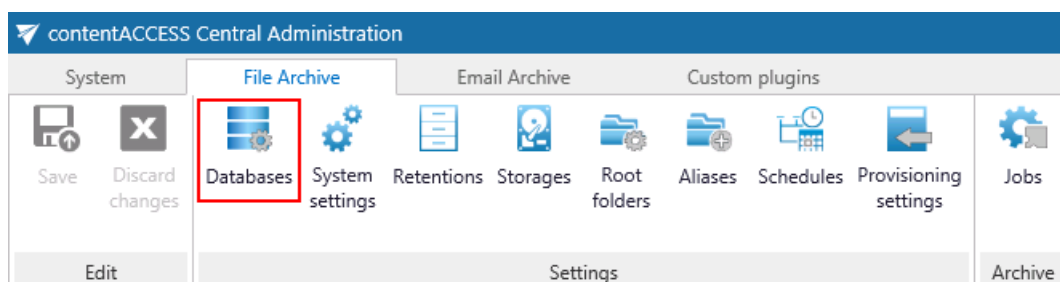 contentACCESS Central Administration
System File Archive Email Archive Custom plugins
Save Discard changes Databases System settings Retentions Storages Root folders Aliases Schedules Provisioning settings Jobs
Edit Settings Archive